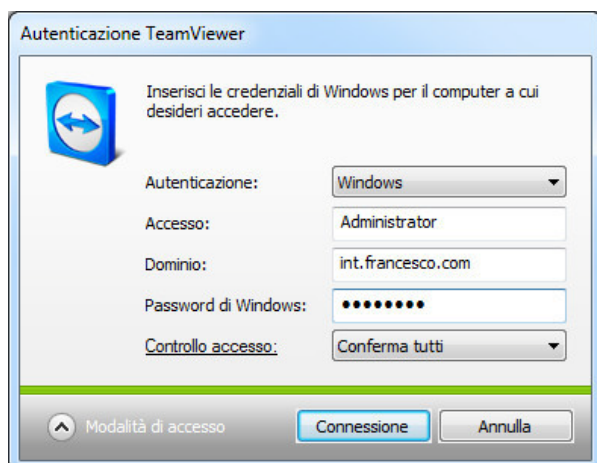 Autenticazione TeamViewer
Inserisci le credenziali di Windows per il computer a cui
desideri accedere.
Autenticazione: Windows
Accesso: Administrator
Dominio: int.francesco.com
Password di Windows: ●●●●●●●●
Controllo accesso: Conferma tutti
Modalità di accesso Connessione Annulla